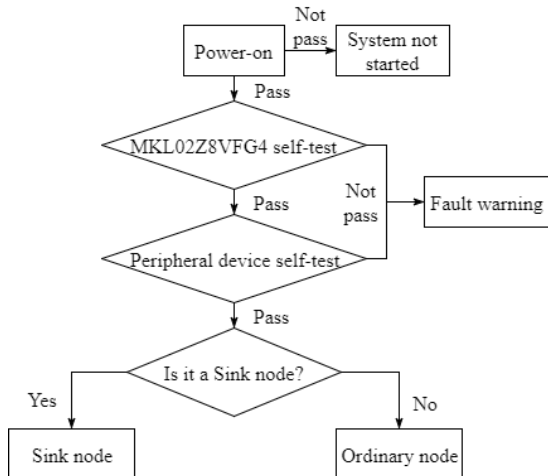 Not
pass
Power-on
System not
started
Pass
MKL02Z8VFG4 self-test
Not
pass
Pass
Fault warning
Peripheral device self-test
Pass
Is it a Sink node?
Yes
No
Sink node
Ordinary node